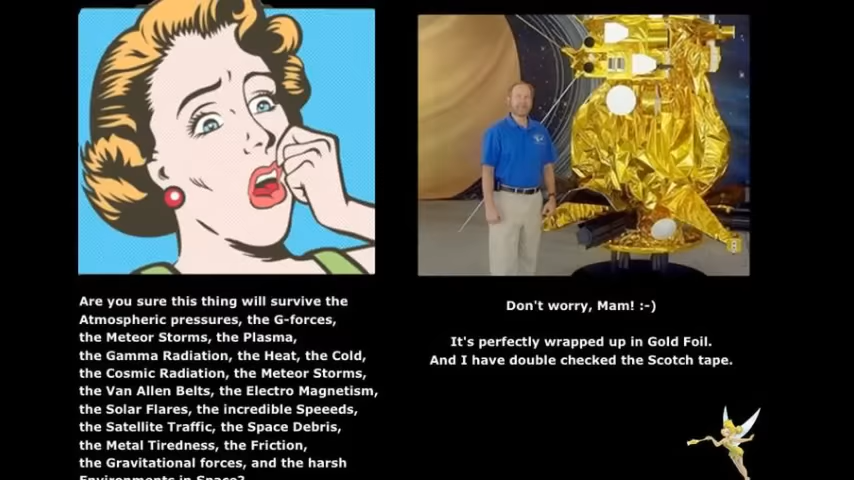 Are you sure this thing will survive the
Atmospheric pressures, the G-forces,
the Meteor Storms, the Plasma,
the Gamma Radiation, the Heat, the Cold,
the Cosmic Radiation, the Meteor Storms,
the Van Allen Belts, the Electro Magnetism,
the Solar Flares, the incredible Speeeds,
the Satellite Traffic, the Space Debris,
the Metal Tiredness, the Friction,
the Gravitational forces, and the harsh
Environments in Space?
Don't worry, Mam! :-)
It's perfectly wrapped up in Gold Foil.
And I have double checked the Scotch tape.